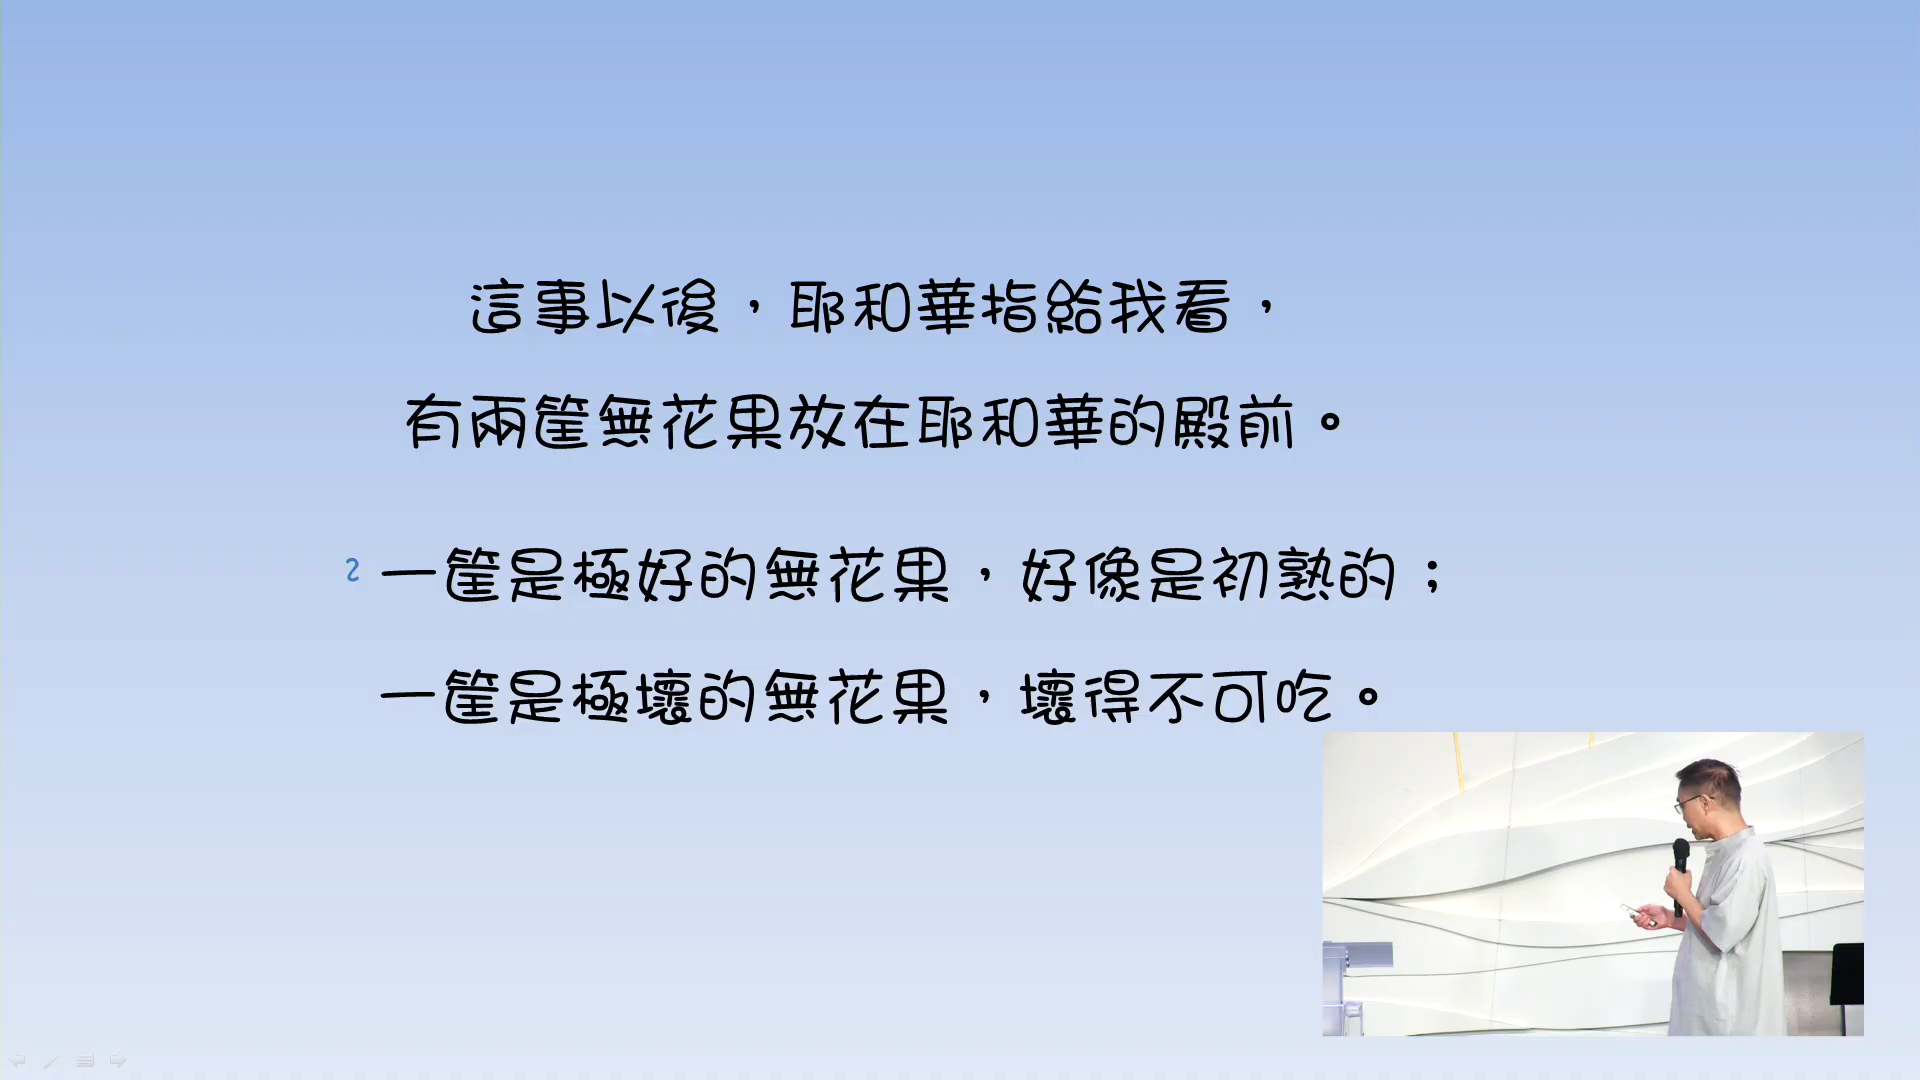 這事以後，耶和華指給我看，
有兩筐無花果放在耶和華的殿前。
2 一筐是極好的無花果，好像是初熟的；
一筐是極壞的無花果，壞得不可吃。